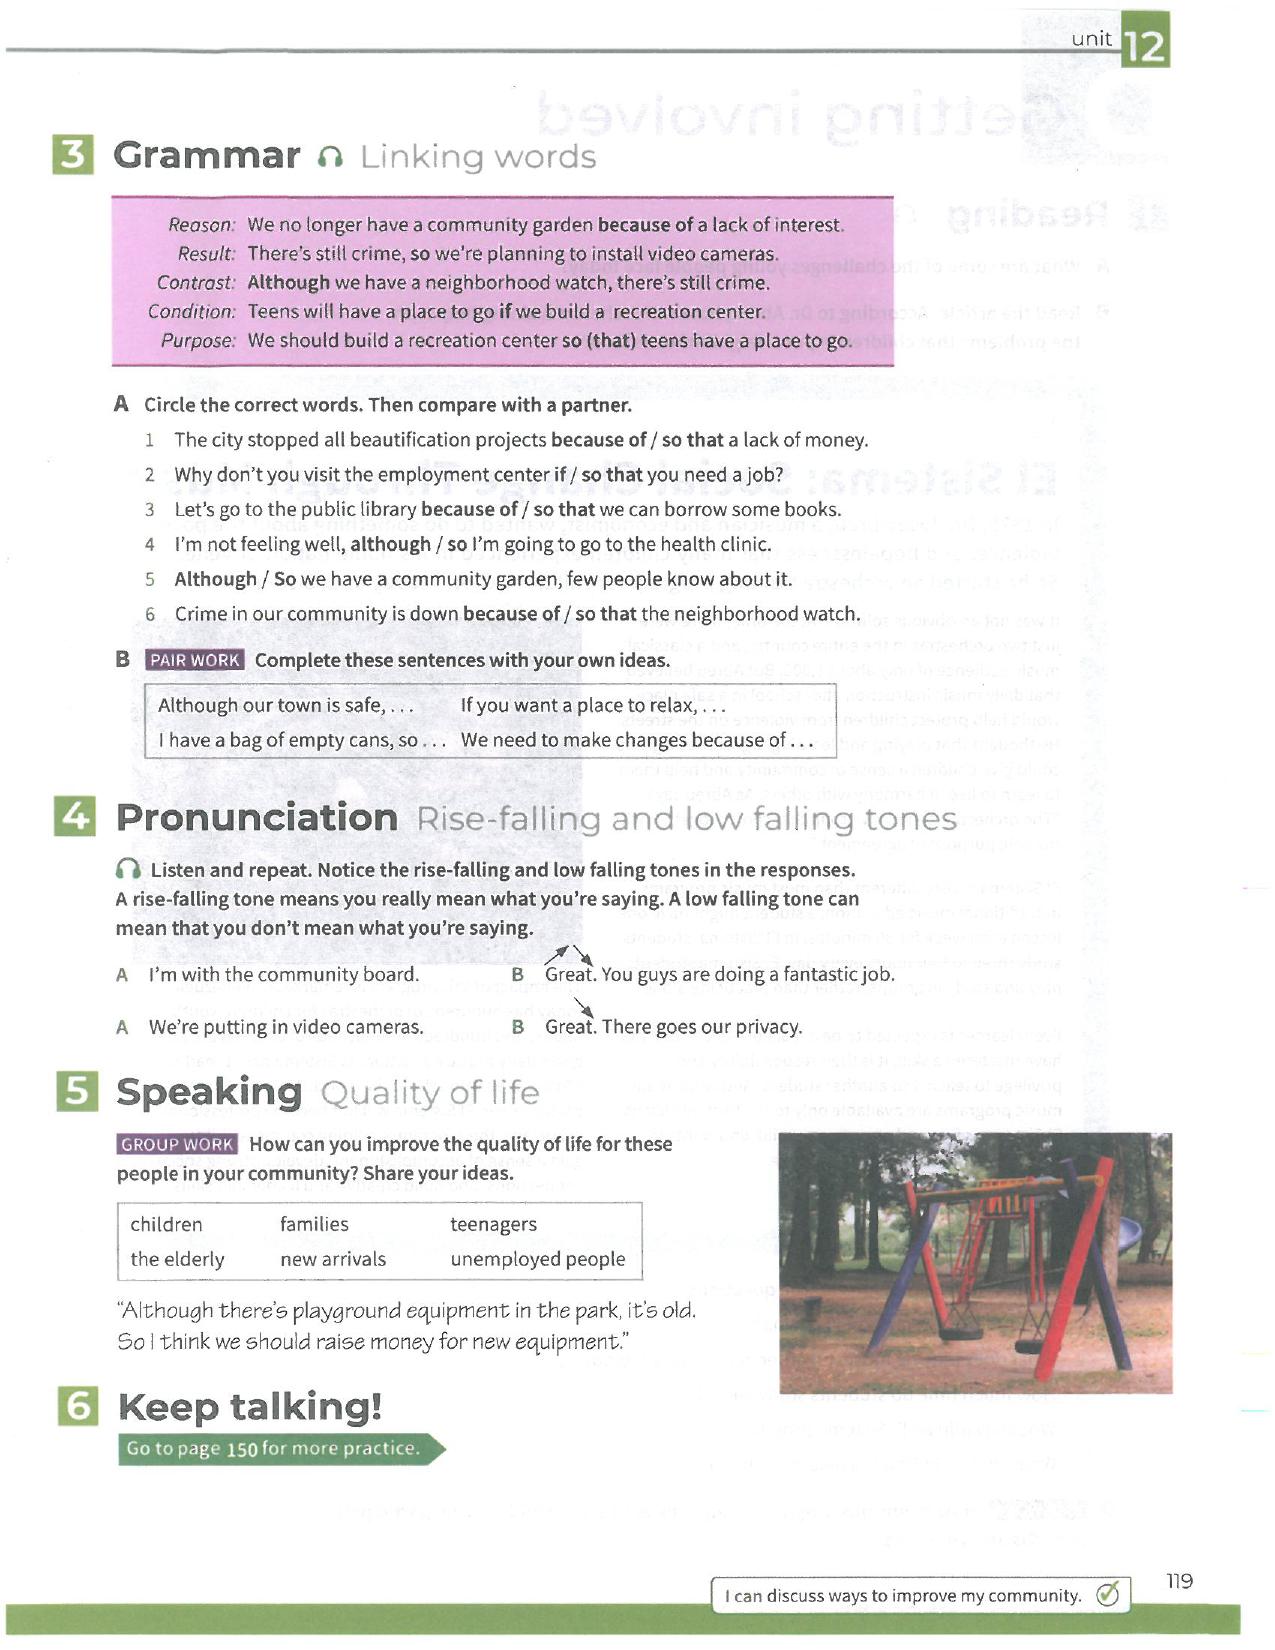 unit 12
3 Grammar Linking words
Reason: We no longer have a community garden because of a lack of interest.
Result: There's still crime, so we're planning to install video cameras.
Contrast: Although we have a neighborhood watch, there's still crime.
Condition: Teens will have a place to go if we build a recreation center.
Purpose: We should build a recreation center so (that) teens have a place to go.
A Circle the correct words. Then compare with a partner.
1 The city stopped all beautification projects because of / so that a lack of money.
2 Why don't you visit the employment center if / so that you need a job?
3 Let's go to the public library because of / so that we can borrow some books.
4 I'm not feeling well, although / so I'm going to go to the health clinic.
5 Although / So we have a community garden, few people know about it.
6 Crime in our community is down because of / so that the neighborhood watch.
B PAIR WORK Complete these sentences with your own ideas.
Although our town is safe, . . . If you want a place to relax, . . .
I have a bag of empty cans, so . . . We need to make changes because of . . .
4 Pronunciation Rise-falling and low falling tones
Listen and repeat. Notice the rise-falling and low falling tones in the responses.
A rise-falling tone means you really mean what you're saying. A low falling tone can
mean that you don't mean what you're saying.
A I'm with the community board. B Great. You guys are doing a fantastic job.
A We're putting in video cameras. B Great. There goes our privacy.
5 Speaking Quality of life
GROUP WORK How can you improve the quality of life for these
people in your community? Share your ideas.
children families teenagers
the elderly new arrivals unemployed people
"Although there's playground equipment in the park, it's old.
So I think we should raise money for new equipment."
6 Keep talking!
Go to page 150 for more practice.
I can discuss ways to improve my community.
119